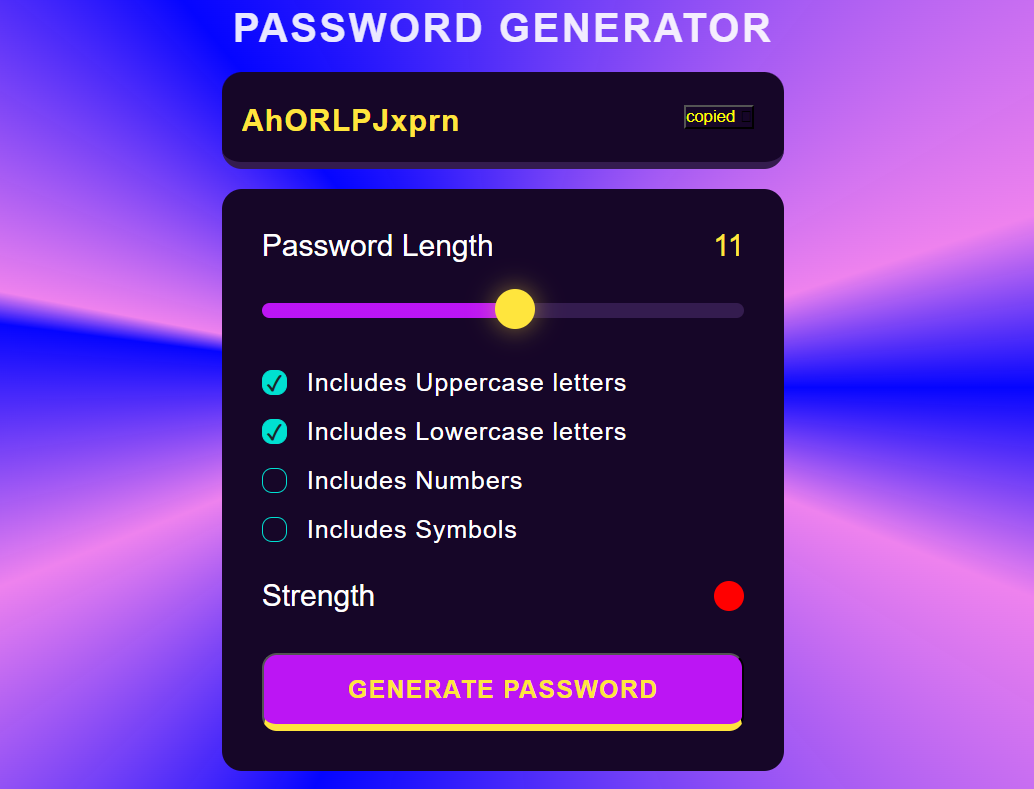 PASSWORD GENERATOR
AhORLPJxprn
copied
Password Length 11
Includes Uppercase letters
Includes Lowercase letters
Includes Numbers
Includes Symbols
Strength
GENERATE PASSWORD